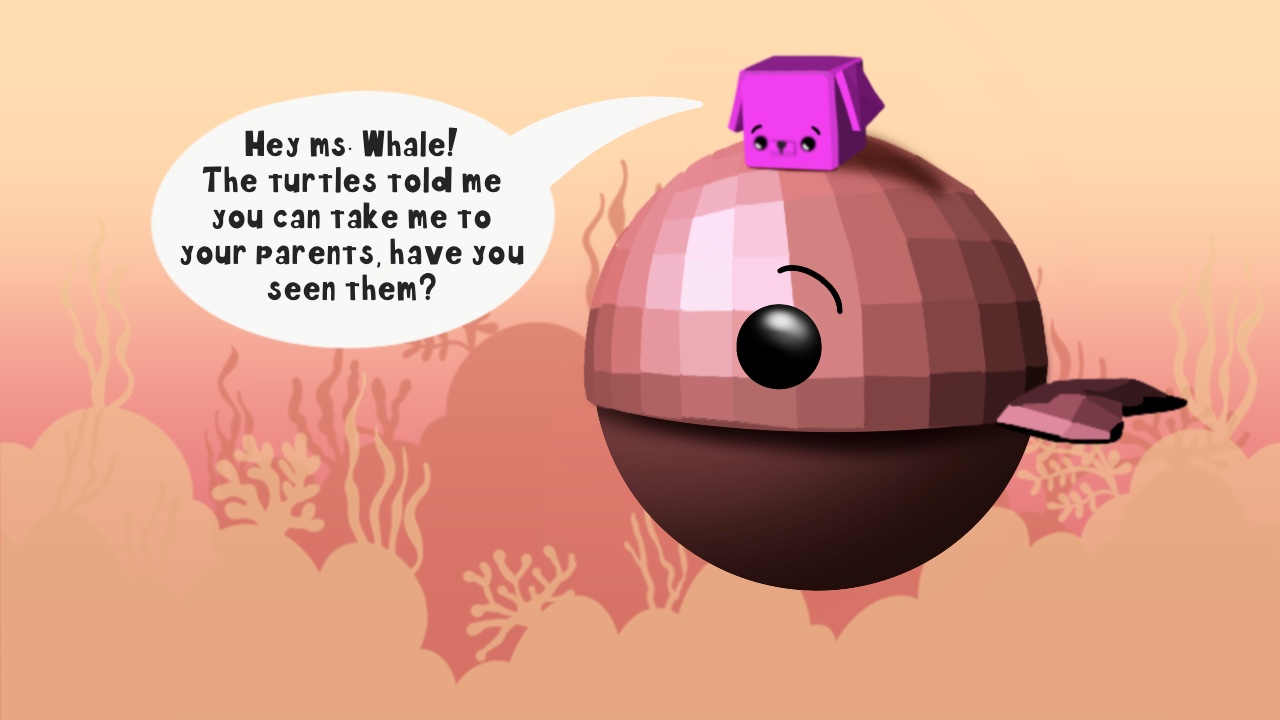 Hey ms. Whale!
The turtles told me
you can take me to
your parents, have you
seen them?